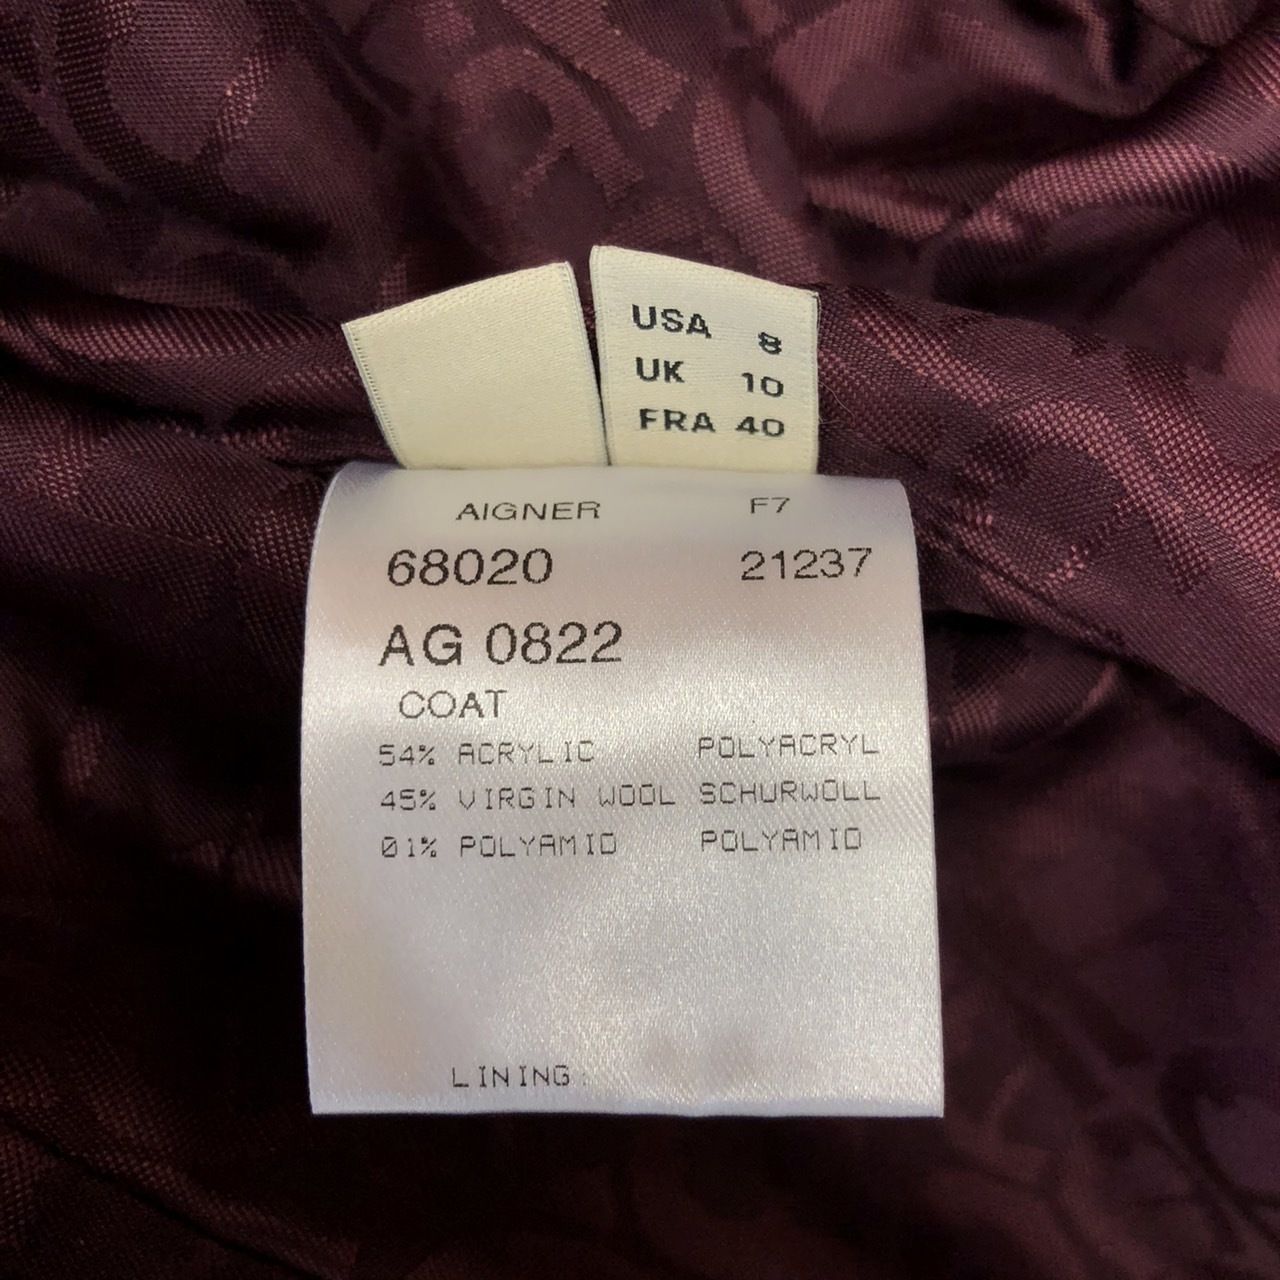 USA 8
UK 10
FRA 40
AIGNER F7
68020 21237
AG 0822
COAT
54% ACRYLIC POLYACRYL
45% VIRGIN WOOL SCHURWOLL
01% POLYAMID POLYAMID
LINING: